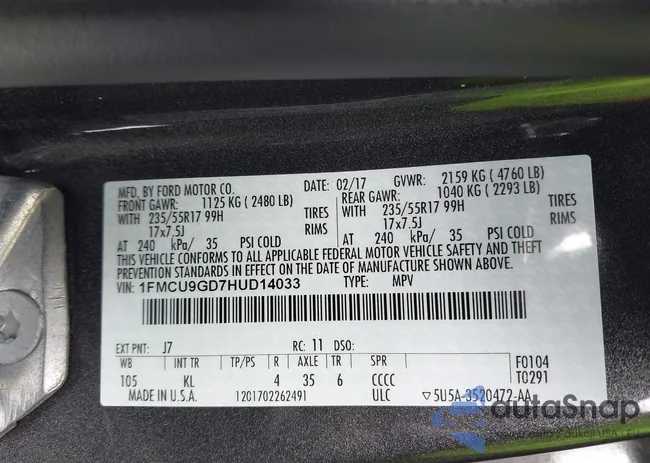 MFD. BY FORD MOTOR CO. DATE: 02/17 GVWR: 2159 KG ( 4760 LB)
FRONT GAWR: 1125 KG ( 2480 LB) REAR GAWR: 1040 KG ( 2293 LB)
WITH 235/55R17 99H TIRES WITH 235/55R17 99H TIRES
17x7.5J RIMS 17x7.5J RIMS
AT 240 kPa/ 35 PSI COLD AT 240 kPa/ 35 PSI COLD
THIS VEHICLE CONFORMS TO ALL APPLICABLE FEDERAL MOTOR VEHICLE SAFETY AND THEFT
PREVENTION STANDARDS IN EFFECT ON THE DATE OF MANUFACTURE SHOWN ABOVE.
VIN: 1FMCU9GD7HUD14033 TYPE: MPV
EXT PNT: J7 RC: 11 DSO:
WB INT TR TP/PS R AXLE TR SPR F0104
105 KL 4 35 6 CCCC T0291
MADE IN U.S.A. 1201702262491 ULC ▽5U5A-3520472-AA
autoSnap